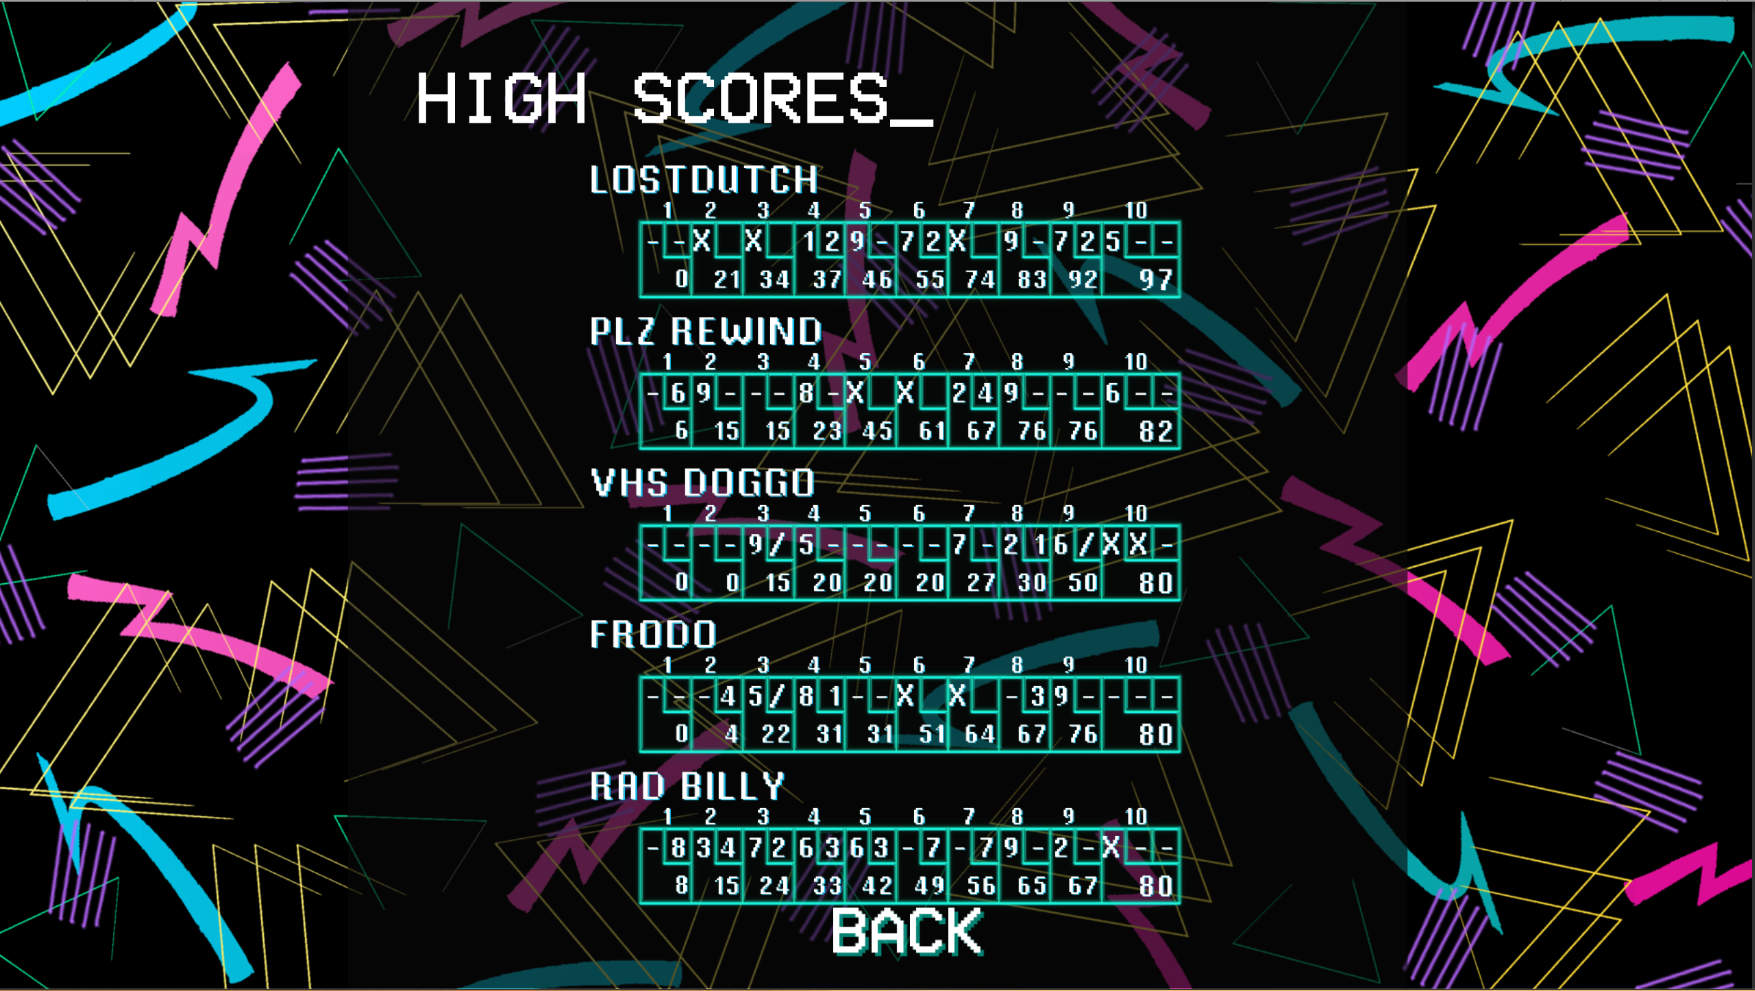 HIGH SCORES_
LOSTDUTCH
1 2 3 4 5 6 7 8 9 10
- - X X 1 2 9 - 7 2 X 9 - 7 2 5 - -
0 21 34 37 46 55 74 83 92 97
PLZ REWIND
1 2 3 4 5 6 7 8 9 10
- 6 9 - - - 8 - X X 2 4 9 - - - 6 - -
6 15 15 23 45 61 67 76 76 82
VHS DOGGO
1 2 3 4 5 6 7 8 9 10
- - - - 9 / 5 - - - - - 7 - 2 1 6 / X X -
0 0 15 20 20 20 27 30 50 80
FRODO
1 2 3 4 5 6 7 8 9 10
- - - 4 5 / 8 1 - - X X - 3 9 - - - -
0 4 22 31 31 51 64 67 76 80
RAD BILLY
1 2 3 4 5 6 7 8 9 10
- 8 3 4 7 2 6 3 6 3 - 7 - 7 9 - 2 - X - -
8 15 24 33 42 49 56 65 67 80
BACK